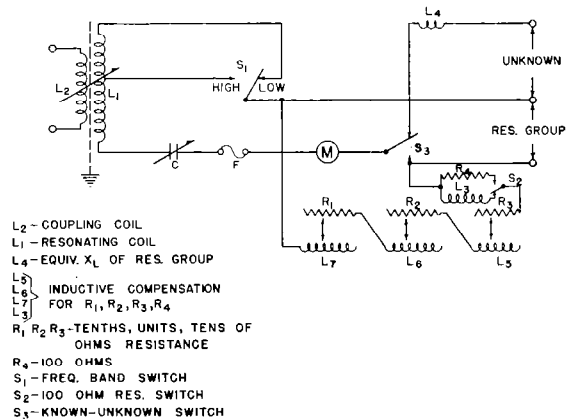 L4
UNKNOWN
RES. GROUP
L2
L1
S1
HIGH
LOW
C
F
M
S3
R4
L3
S2
R1
R2
R3
L7
L6
L5
L2-COUPLING COIL
L1-RESONATING COIL
L4-EQUIV. XL OF RES. GROUP
L5
L6
L7
L3
INDUCTIVE COMPENSATION
FOR R1, R2, R3, R4
R1 R2 R3-TENTHS, UNITS, TENS OF
OHMS RESISTANCE
R4-100 OHMS
S1-FREQ. BAND SWITCH
S2-100 OHM RES. SWITCH
S3-KNOWN-UNKNOWN SWITCH